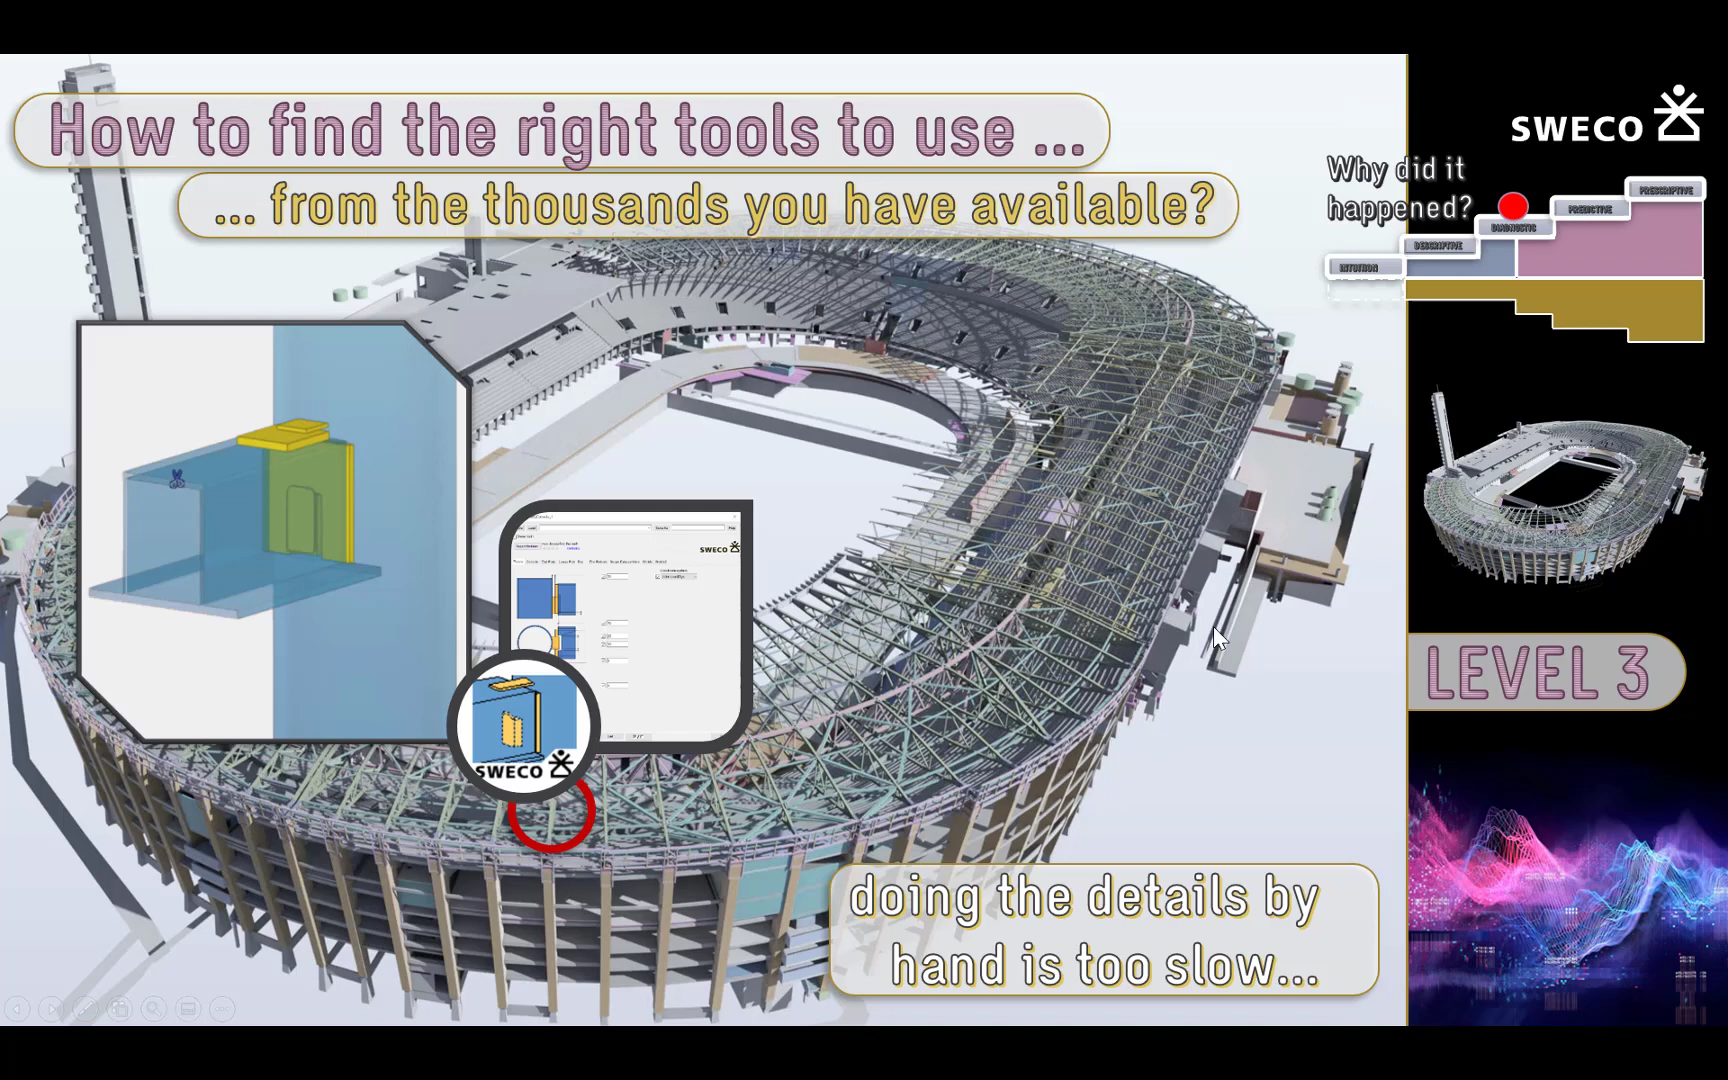 How to find the right tools to use ...
... from the thousands you have available?
SWECO
Why did it
happened?
PRESCRIPTIVE
PREDICTIVE
DIAGNOSTIC
DESCRIPTIVE
INTUITION
SWECO
LEVEL 3
SWECO
doing the details by
hand is too slow...